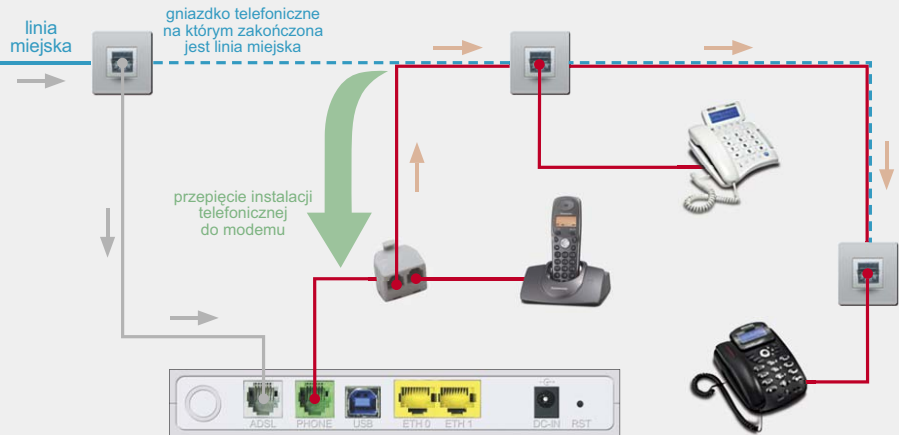 linia
miejska
gniazdko telefoniczne
na którym zakończona
jest linia miejska
przepięcie instalacji
telefonicznej
do modemu
ADSL PHONE USB ETH 0 ETH 1 DC-IN RST